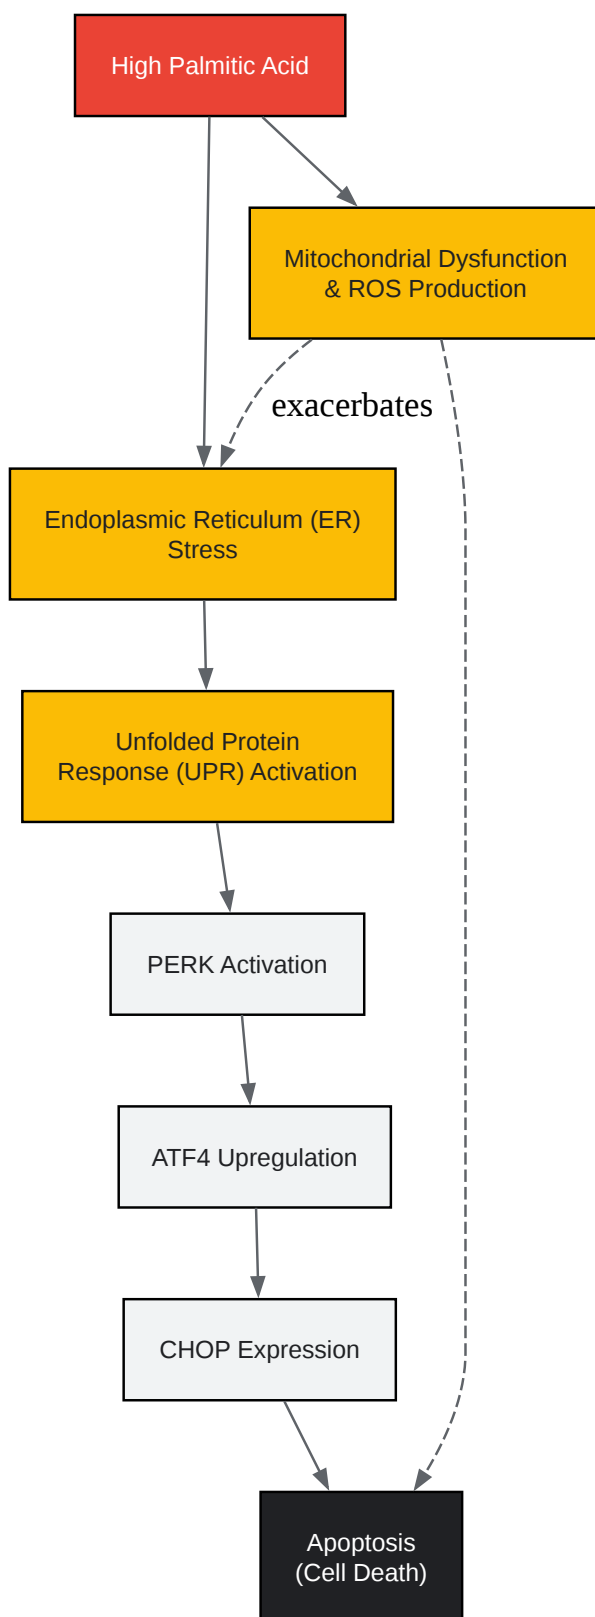 High Palmitic Acid
Mitochondrial Dysfunction
& ROS Production
exacerbates
Endoplasmic Reticulum (ER)
Stress
Unfolded Protein
Response (UPR) Activation
PERK Activation
ATF4 Upregulation
CHOP Expression
Apoptosis
(Cell Death)